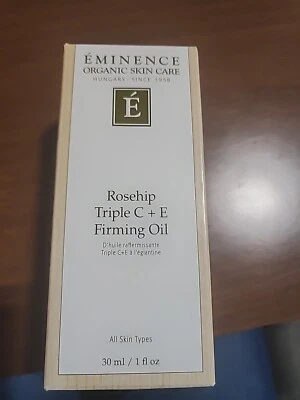 ÉMINENCE
ORGANIC SKIN CARE
HUNGARY · SINCE 1958
É
Rosehip
Triple C + E
Firming Oil
D'huile raffermissante
Triple C+E à l'églantine
All Skin Types
30 ml / 1 fl oz